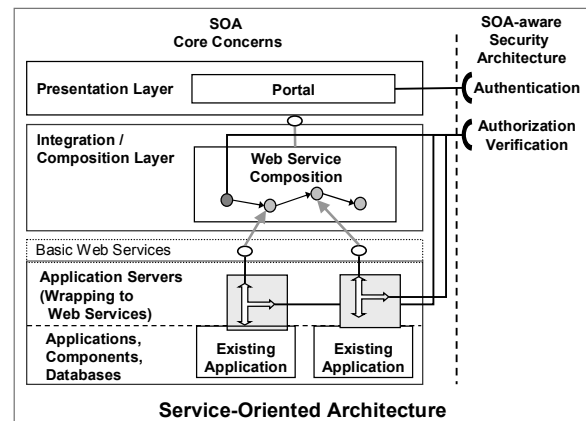 SOA
Core Concerns
SOA-aware
Security
Architecture
Presentation Layer
Portal
Authentication
Integration /
Composition Layer
Web Service
Composition
Authorization
Verification
Basic Web Services
Application Servers
(Wrapping to
Web Services)
Applications,
Components,
Databases
Existing
Application
Existing
Application
Service-Oriented Architecture